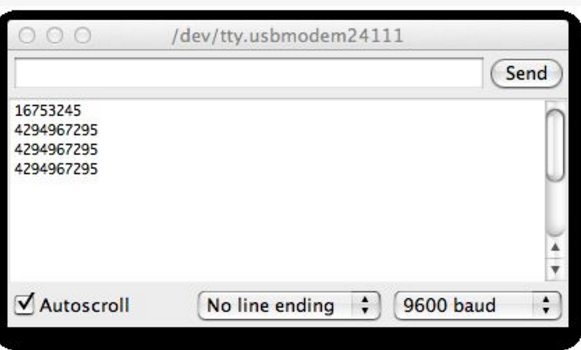 /dev/tty.usbmodem24111
Send
16753245
4294967295
4294967295
4294967295
Autoscroll
No line ending
9600 baud